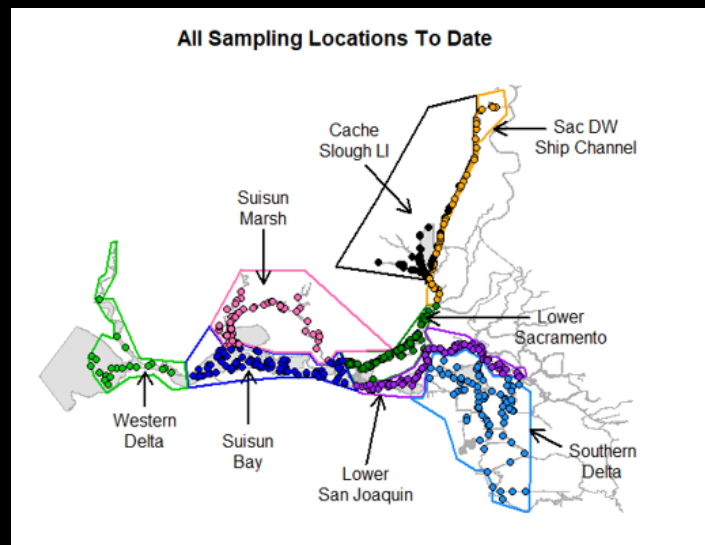 All Sampling Locations To Date
Cache
Slough LI
Sac DW
Ship Channel
Suisun
Marsh
Lower
Sacramento
Western
Delta
Suisun
Bay
Lower
San Joaquin
Southern
Delta